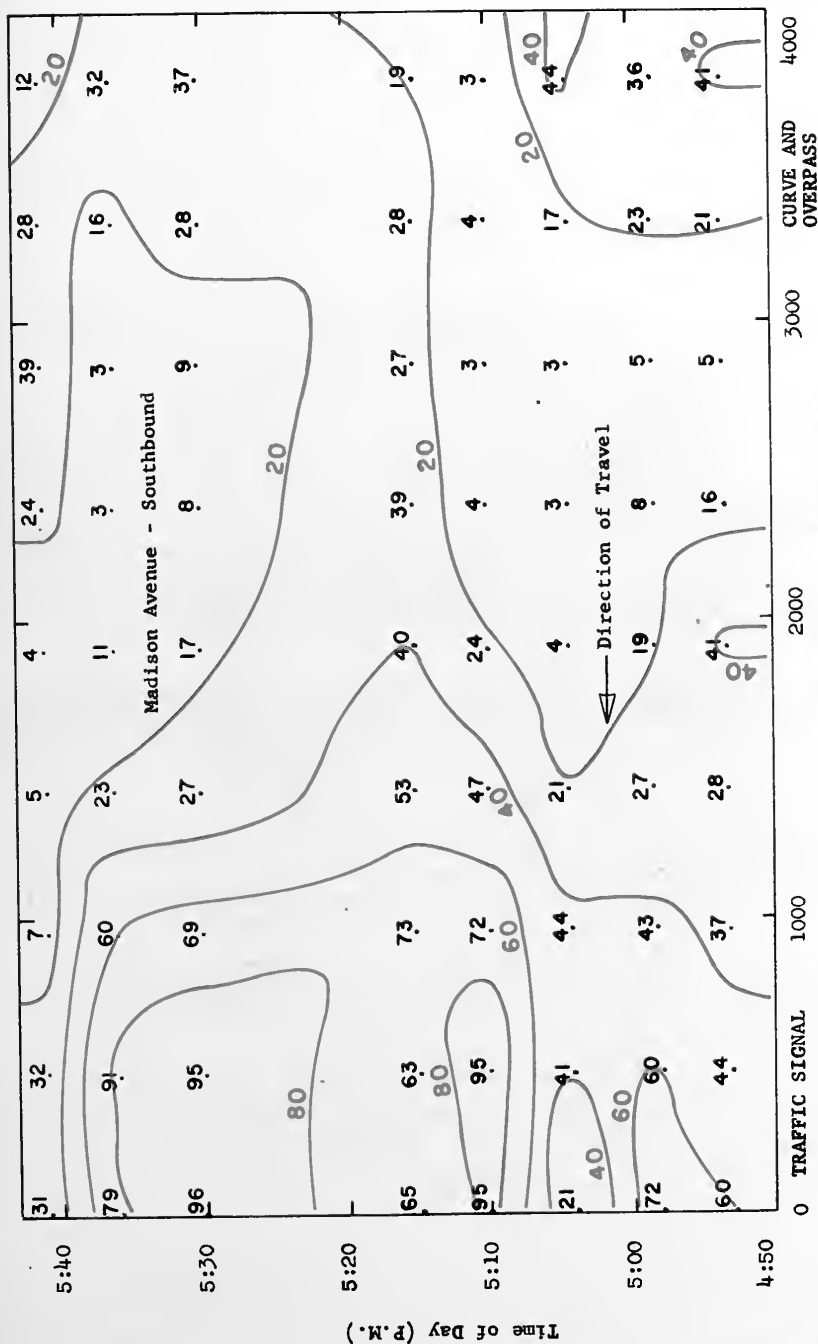 31 32 7 5 4 24 39 28 12
5:40
20
79 91 60 23 11 3 3 16 32
Madison Avenue - Southbound
96 95 69 27 17 8 9 28 37
5:30
80
20
5:20
65 63 73 53 40 39 27 28 19
80
20
95 95 72 47 24 4 3 4 3
5:10
40
60
20
40
21 41 44 21 4 3 3 17 44
40
60
Direction of Travel
72 60 43 27 19 8 5 23 36
5:00
60 44 37 28 41 16 5 21 41
40
40
4:50
0 1000 2000 3000 4000
TRAFFIC SIGNAL
CURVE AND
OVERPASS
Time of Day (P.M.)